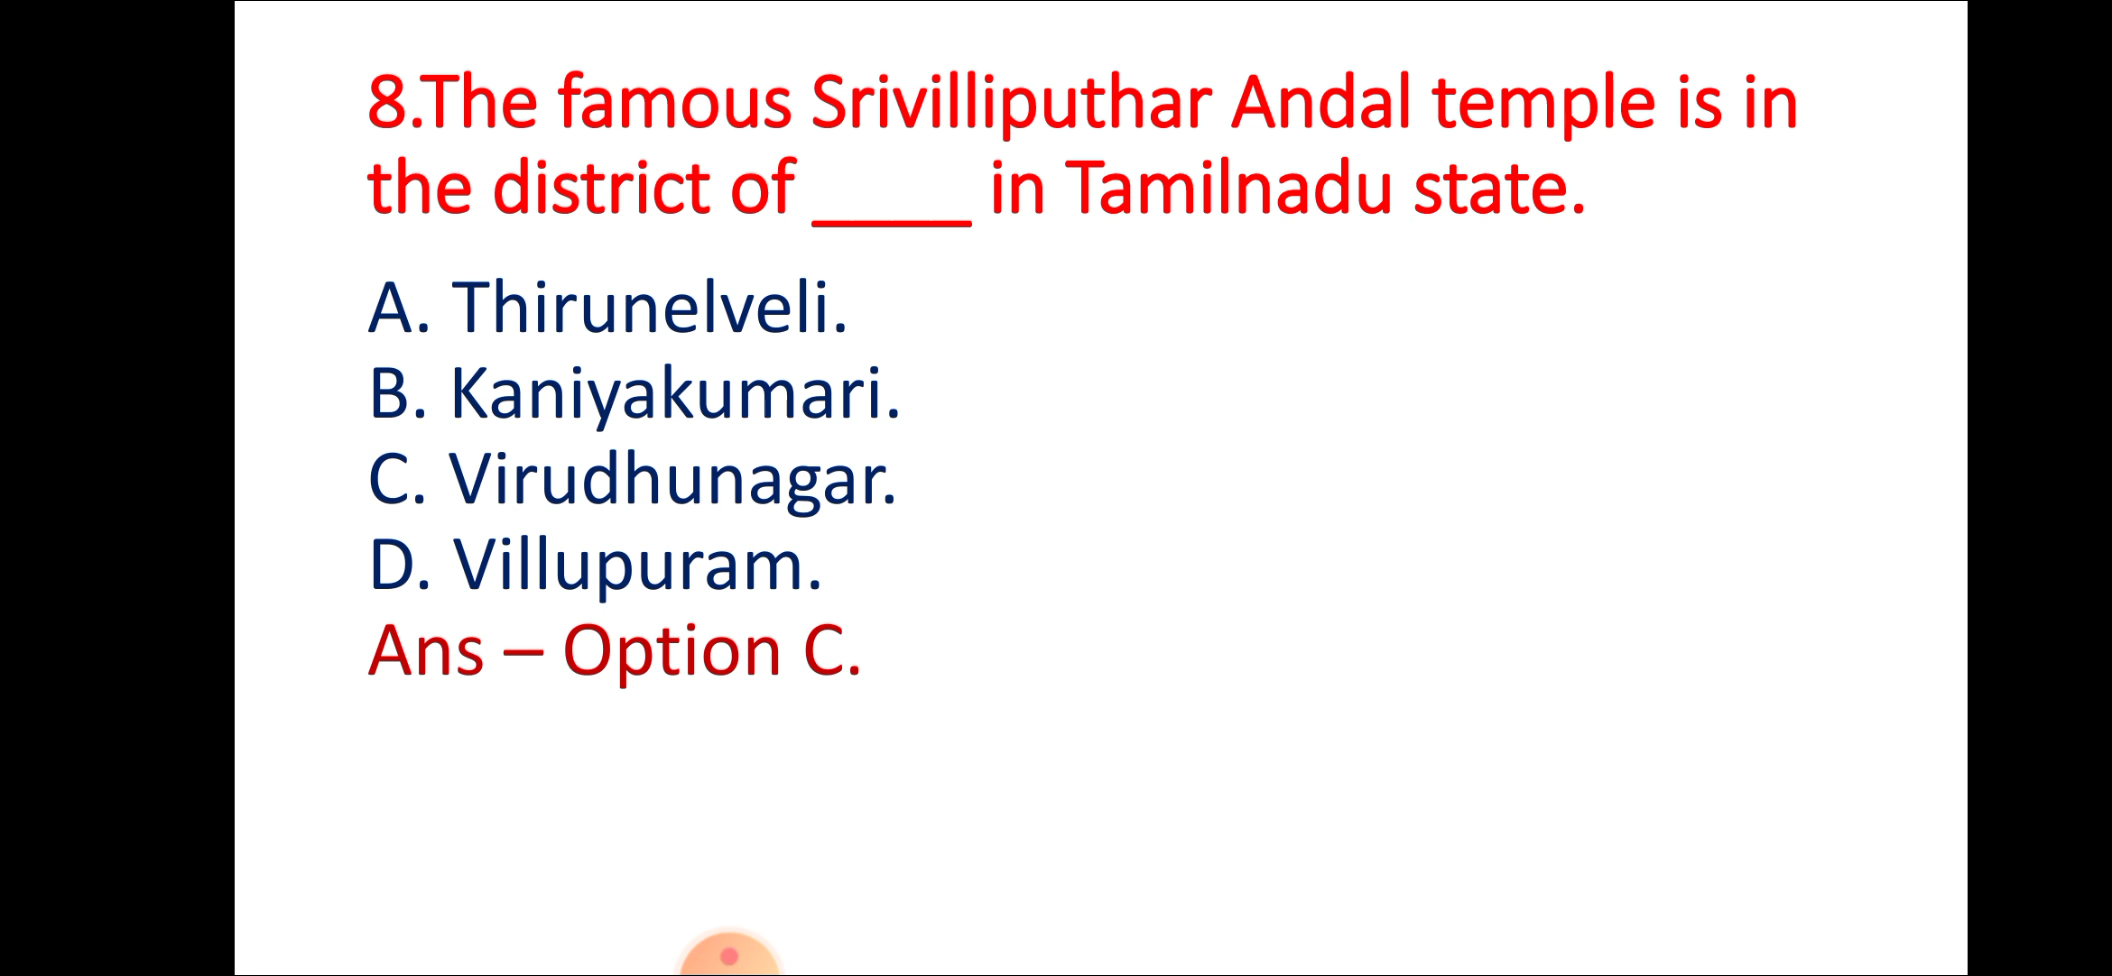 8.The famous Srivilliputhar Andal temple is in
the district of ____ in Tamilnadu state.
A. Thirunelveli.
B. Kaniyakumari.
C. Virudhunagar.
D. Villupuram.
Ans – Option C.